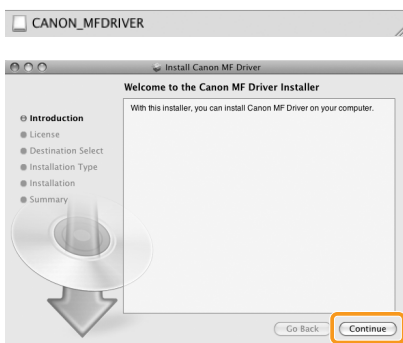 CANON_MFDRIVER
Install Canon MF Driver
Welcome to the Canon MF Driver Installer
With this installer, you can install Canon MF Driver on your computer.
Introduction
License
Destination Select
Installation Type
Installation
Summary
Go Back
Continue